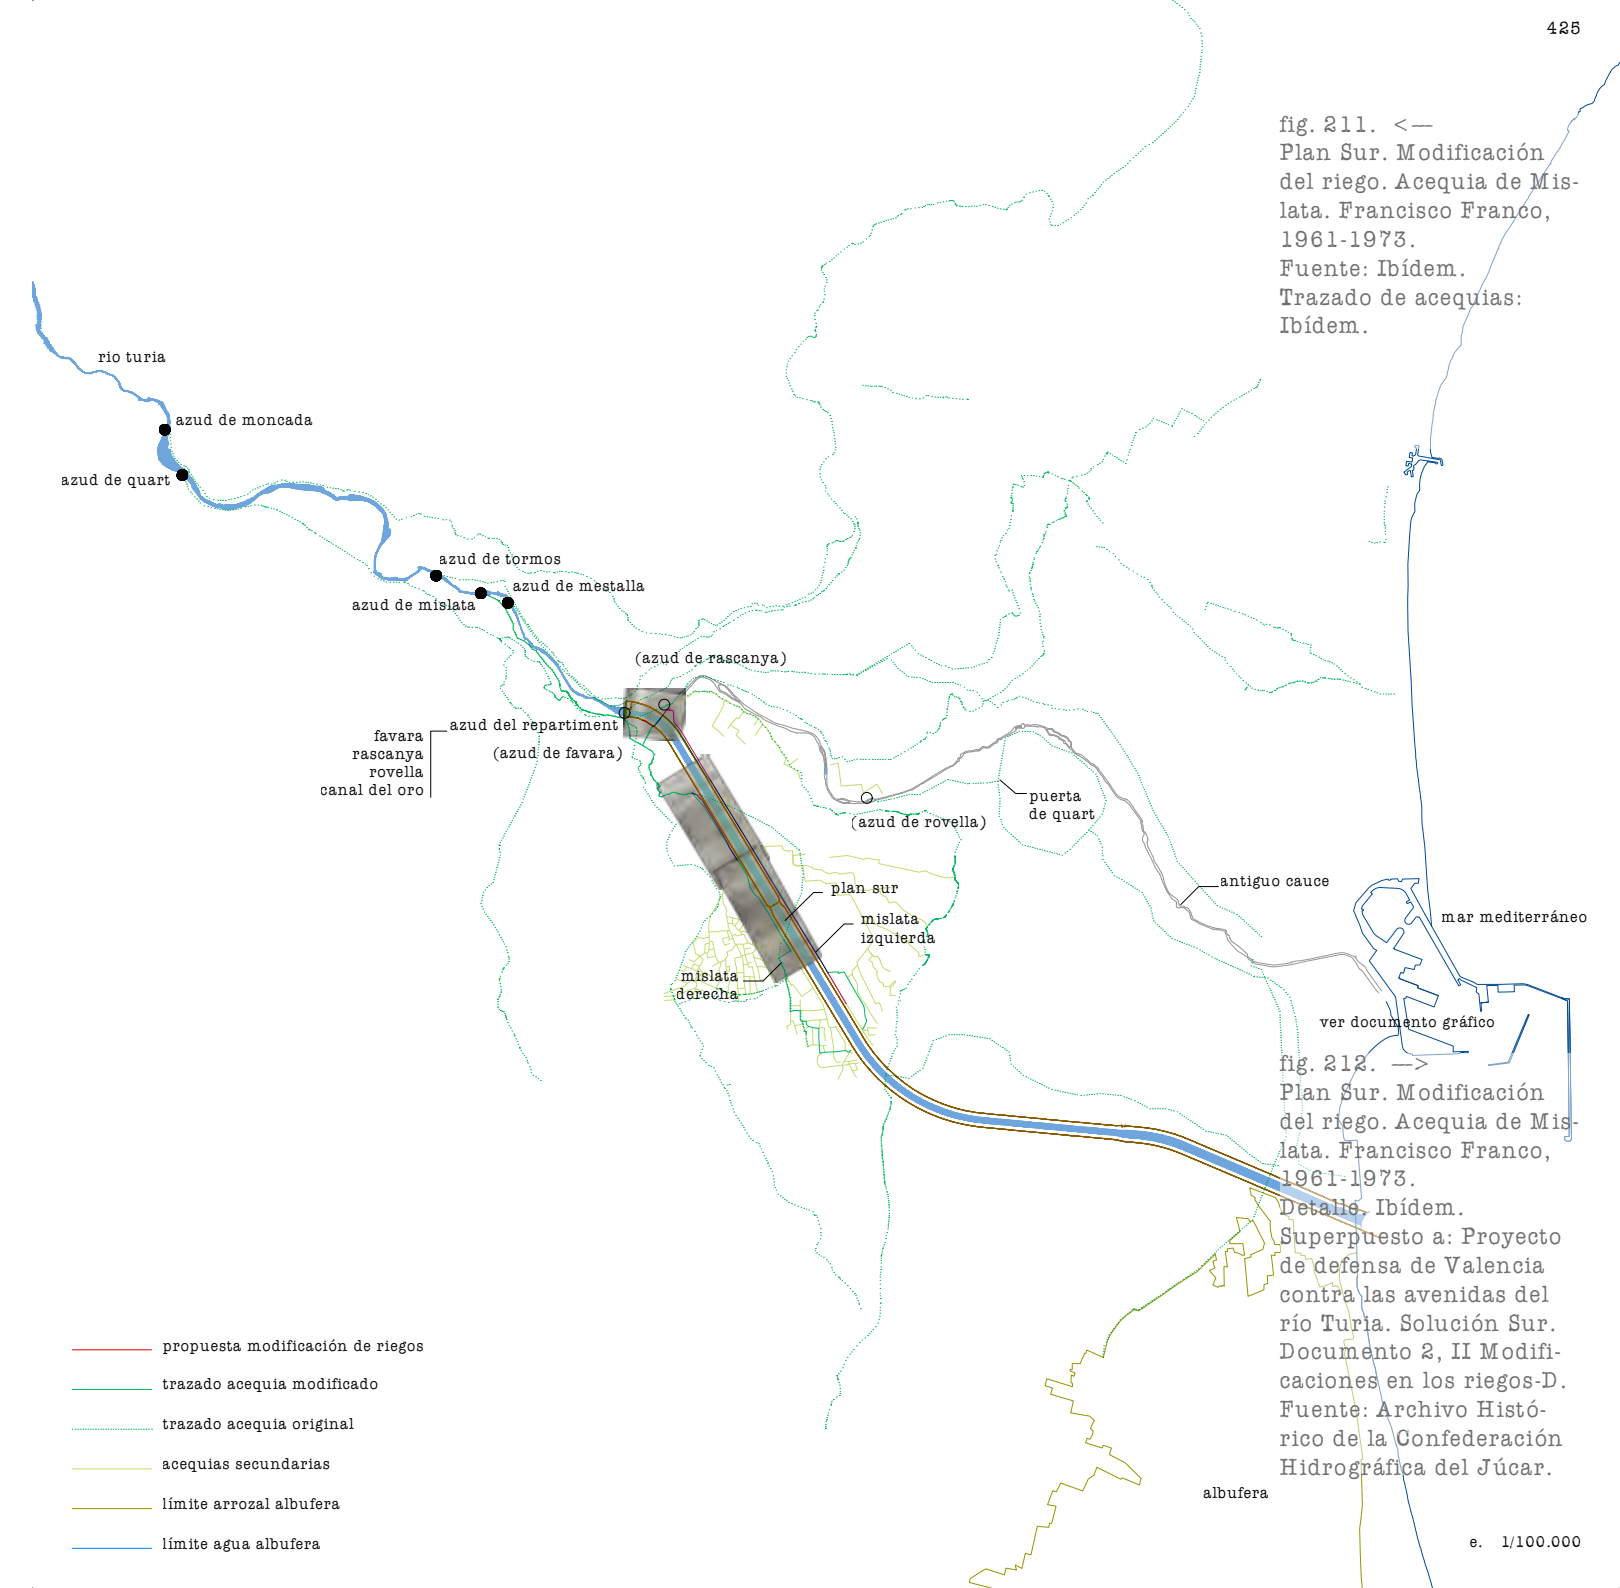 425
fig. 211. <—
Plan Sur. Modificación
del riego. Acequia de Mis-
lata. Francisco Franco,
1961-1973.
Fuente: Ibídem.
Trazado de acequias:
Ibídem.
rio turia
azud de moncada
azud de quart
azud de tormos
azud de mestalla
azud de mislata
(azud de rascanya)
azud del repartiment
favara
rascanya
rovella
canal del oro
(azud de favara)
puerta
de quart
(azud de rovella)
plan sur
antiguo cauce
mislata
izquierda
mar mediterráneo
mislata
derecha
ver documento gráfico
fig. 212. —>
Plan Sur. Modificación
del riego. Acequia de Mis-
lata. Francisco Franco,
1961-1973.
Detalle. Ibídem.
Superpuesto a: Proyecto
de defensa de Valencia
contra las avenidas del
río Turia. Solución Sur.
Documento 2, II Modifi-
caciones en los riegos-D.
Fuente: Archivo Histó-
rico de la Confederación
Hidrográfica del Júcar.
propuesta modificación de riegos
trazado acequia modificado
trazado acequia original
acequias secundarias
límite arrozal albufera
límite agua albufera
albufera
e. 1/100.000